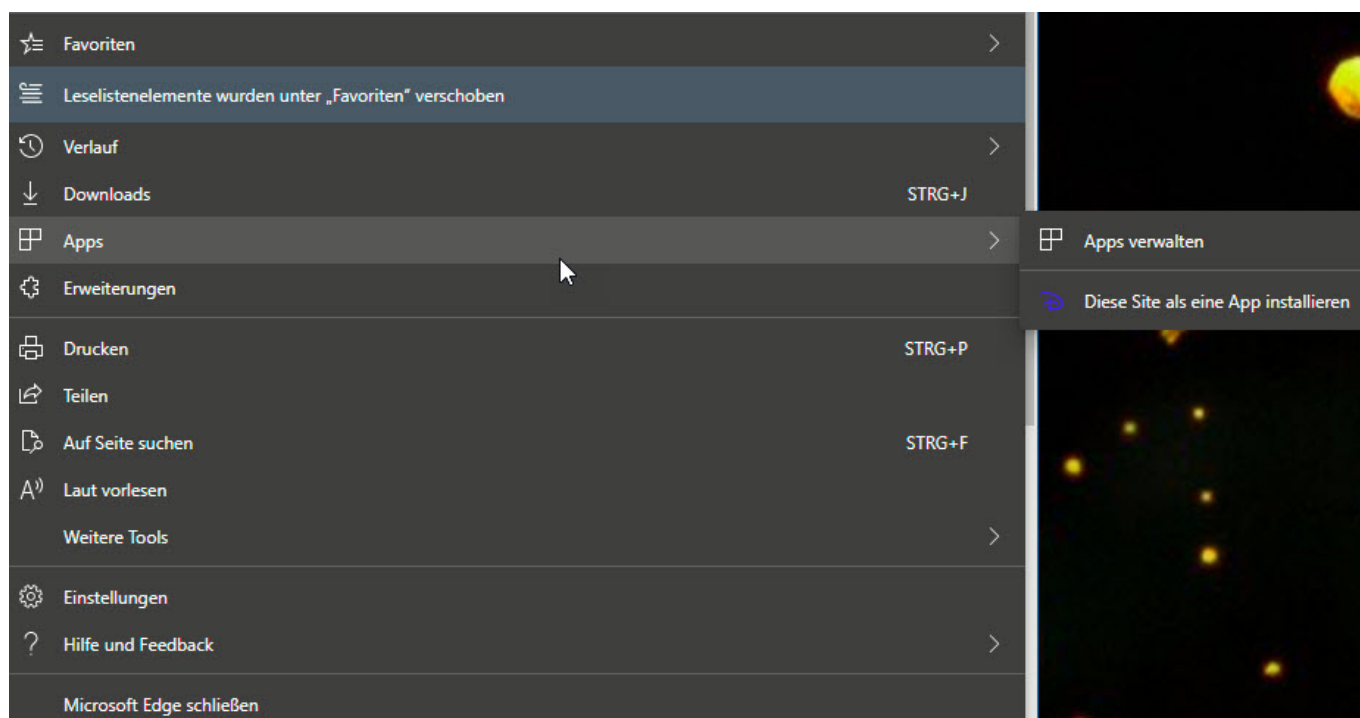 Favoriten
Leselistenelemente wurden unter „Favoriten“ verschoben
Verlauf
Downloads STRG+J
Apps
Apps verwalten
Erweiterungen
Diese Site als eine App installieren
Drucken STRG+P
Teilen
Auf Seite suchen STRG+F
Laut vorlesen
Weitere Tools
Einstellungen
Hilfe und Feedback
Microsoft Edge schließen